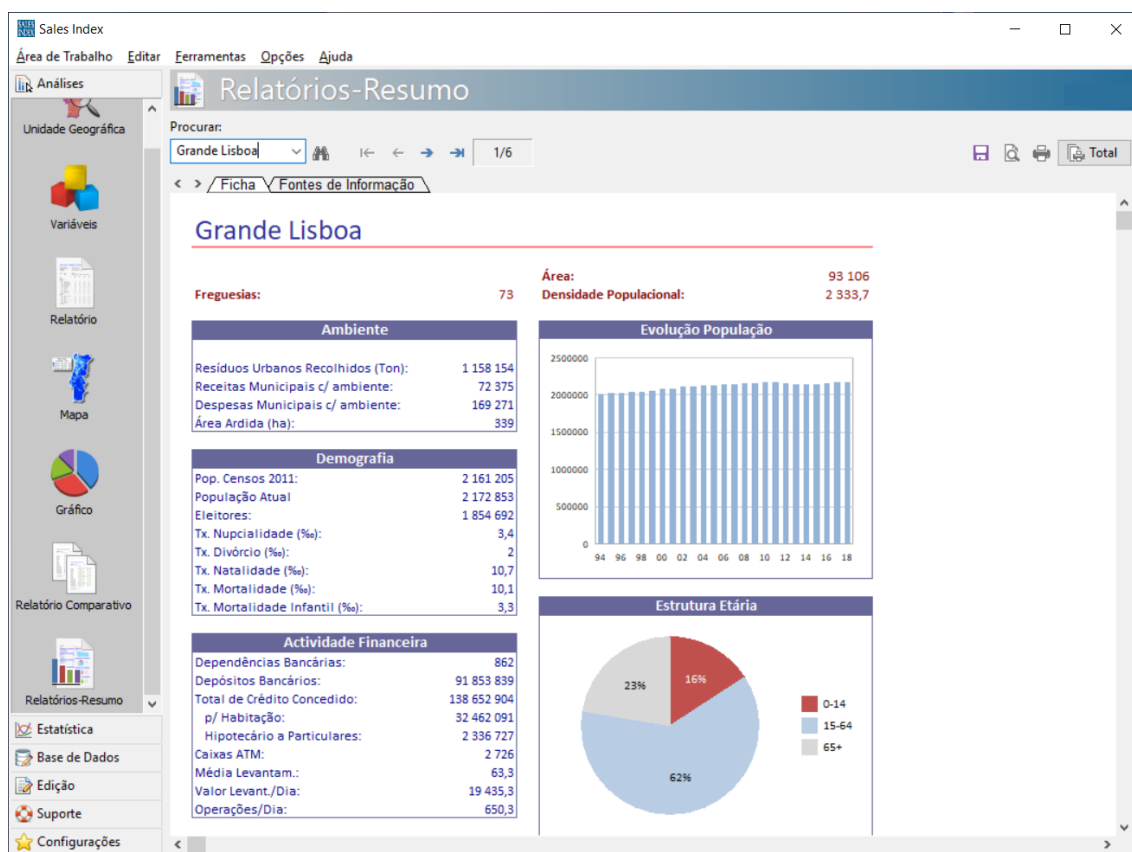 Sales Index
Área de Trabalho Editar Ferramentas Opções Ajuda
Análises
Unidade Geográfica
Variáveis
Relatório
Mapa
Gráfico
Relatório Comparativo
Relatórios-Resumo
Estatística
Base de Dados
Edição
Suporte
Configurações
Relatórios-Resumo
Procurar:
Grande Lisboa 1/6 Total
Ficha Fontes de Informação
Grande Lisboa
Área: 93 106
Freguesias: 73 Densidade Populacional: 2 333,7
Ambiente
Resíduos Urbanos Recolhidos (Ton): 1 158 154
Receitas Municipais c/ ambiente: 72 375
Despesas Municipais c/ ambiente: 169 271
Área Ardida (ha): 339
Demografia
Pop. Censos 2011: 2 161 205
População Atual 2 172 853
Eleitores: 1 854 692
Tx. Nupcialidade (‰): 3,4
Tx. Divórcio (‰): 2
Tx. Natalidade (‰): 10,7
Tx. Mortalidade (‰): 10,1
Tx. Mortalidade Infantil (‰): 3,3
Actividade Financeira
Dependências Bancárias: 862
Depósitos Bancários: 91 853 839
Total de Crédito Concedido: 138 652 904
p/ Habitação: 32 462 091
Hipotecário a Particulares: 2 336 727
Caixas ATM: 2 726
Média Levantam.: 63,3
Valor Levant./Dia: 19 435,3
Operações/Dia: 650,3
Evolução População
2500000
2000000
1500000
1000000
500000
0
94 96 98 00 02 04 06 08 10 12 14 16 18
Estrutura Etária
23% 16%
62%
0-14
15-64
65+